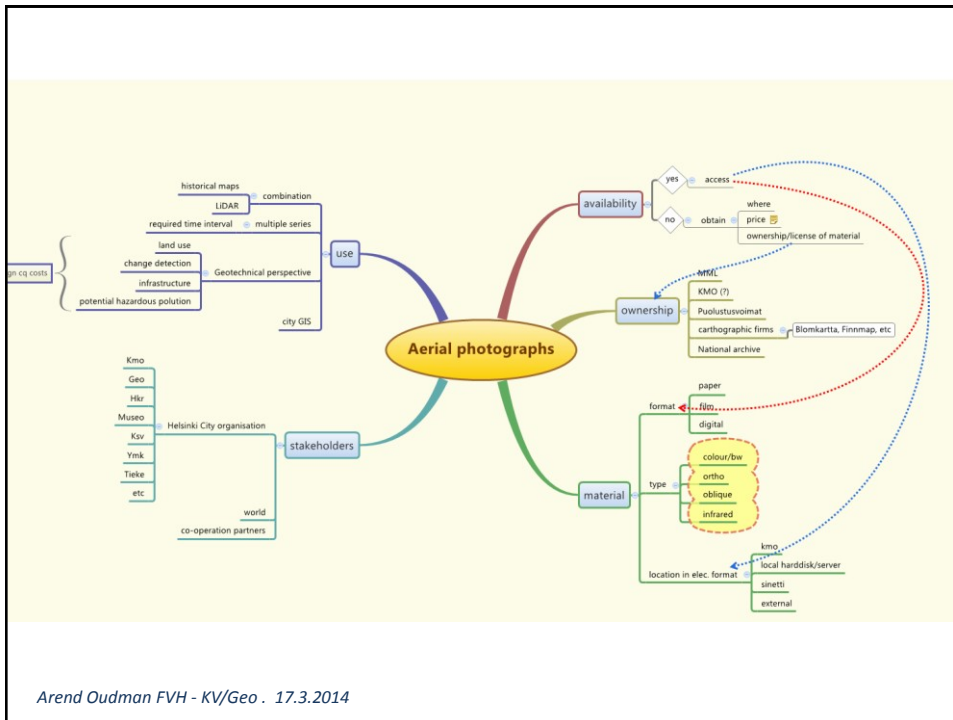 Aerial photographs
use
combination
historical maps
LiDAR
multiple series
required time interval
Geotechnical perspective
land use
change detection
infrastructure
potential hazardous polution
gn cq costs
city GIS
stakeholders
Helsinki City organisation
Kmo
Geo
Hkr
Museo
Ksv
Ymk
Tieke
etc
world
co-operation partners
availability
yes
access
no
obtain
where
price
ownership/license of material
ownership
MML
KMO (?)
Puolustusvoimat
carthographic firms
Blomkartta, Finnmap, etc
National archive
material
format
paper
film
digital
type
colour/bw
ortho
oblique
infrared
location in elec. format
kmo
local harddisk/server
sinetti
external
Arend Oudman FVH - KV/Geo . 17.3.2014